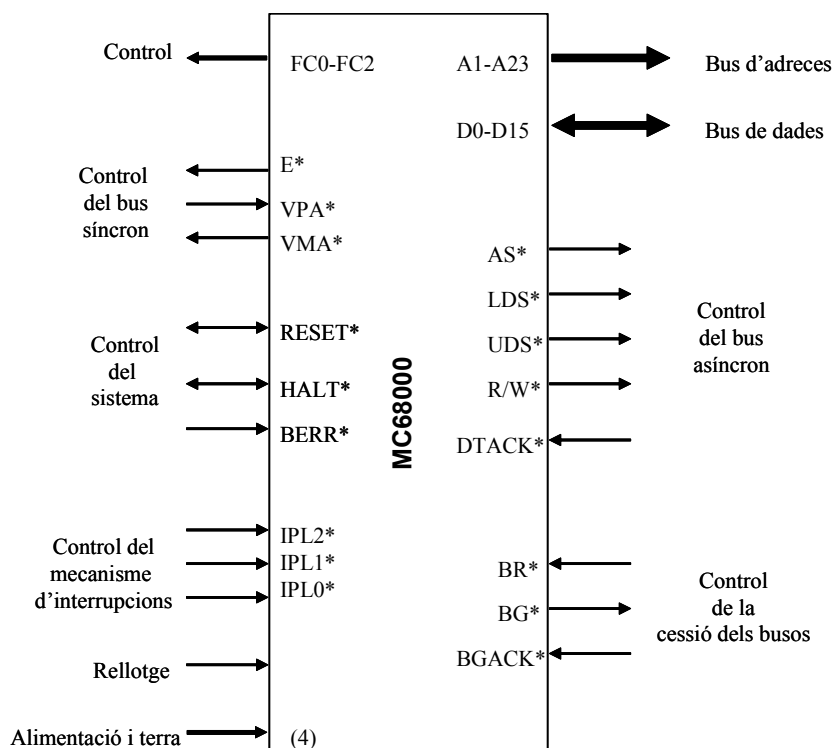 Control
FC0-FC2
A1-A23
Bus d'adreces
D0-D15
Bus de dades
Control
del bus
síncron
E*
VPA*
VMA*
AS*
LDS*
UDS*
R/W*
DTACK*
Control
del bus
asíncron
Control
del
sistema
RESET*
HALT*
BERR*
MC68000
Control del
mecanisme
d'interrupcions
IPL2*
IPL1*
IPL0*
BR*
BG*
BGACK*
Control
de la
cessió dels busos
Rellotge
Alimentació i terra
(4)